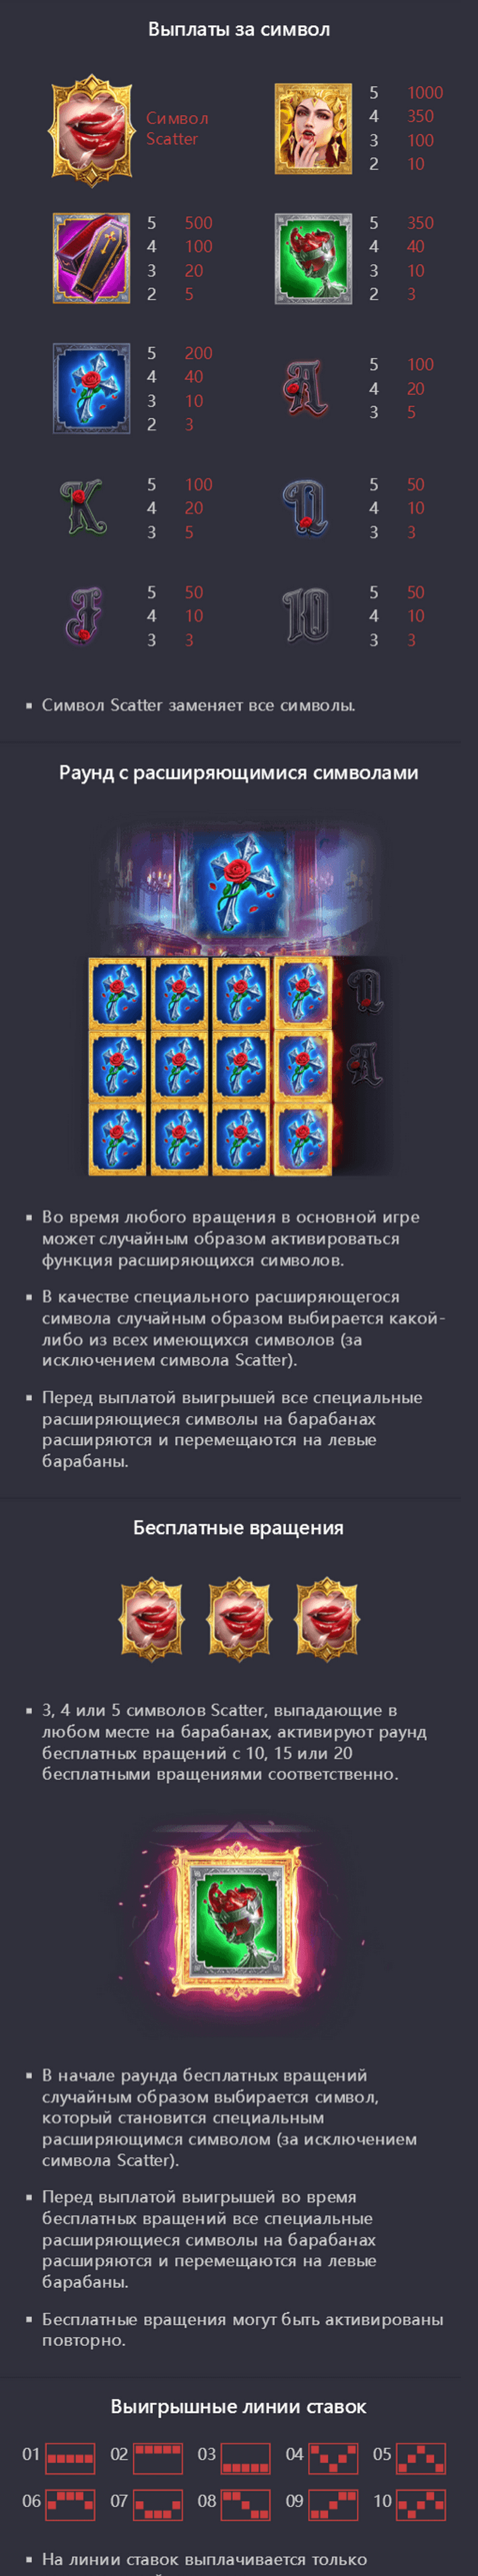 Выплаты за символ
Символ
Scatter
5 1000
4 350
3 100
2 10
5 500
4 100
3 20
2 5
5 350
4 40
3 10
2 3
5 200
4 40
3 10
2 3
A
5 100
4 20
3 5
K
5 100
4 20
3 5
Q
5 50
4 10
3 3
J
5 50
4 10
3 3
10
5 50
4 10
3 3
▪ Символ Scatter заменяет все символы.
Раунд с расширяющимися символами
Q
A
▪ Во время любого вращения в основной игре
может случайным образом активироваться
функция расширяющихся символов.
▪ В качестве специального расширяющегося
символа случайным образом выбирается какой-
либо из всех имеющихся символов (за
исключением символа Scatter).
▪ Перед выплатой выигрышей все специальные
расширяющиеся символы на барабанах
расширяются и перемещаются на левые
барабаны.
Бесплатные вращения
▪ 3, 4 или 5 символов Scatter, выпадающие в
любом месте на барабанах, активируют раунд
бесплатных вращений с 10, 15 или 20
бесплатными вращениями соответственно.
▪ В начале раунда бесплатных вращений
случайным образом выбирается символ,
который становится специальным
расширяющимся символом (за исключением
символа Scatter).
▪ Перед выплатой выигрышей во время
бесплатных вращений все специальные
расширяющиеся символы на барабанах
расширяются и перемещаются на левые
барабаны.
▪ Бесплатные вращения могут быть активированы
повторно.
Выигрышные линии ставок
01 02 03 04 05
06 07 08 09 10
▪ На линии ставок выплачивается только